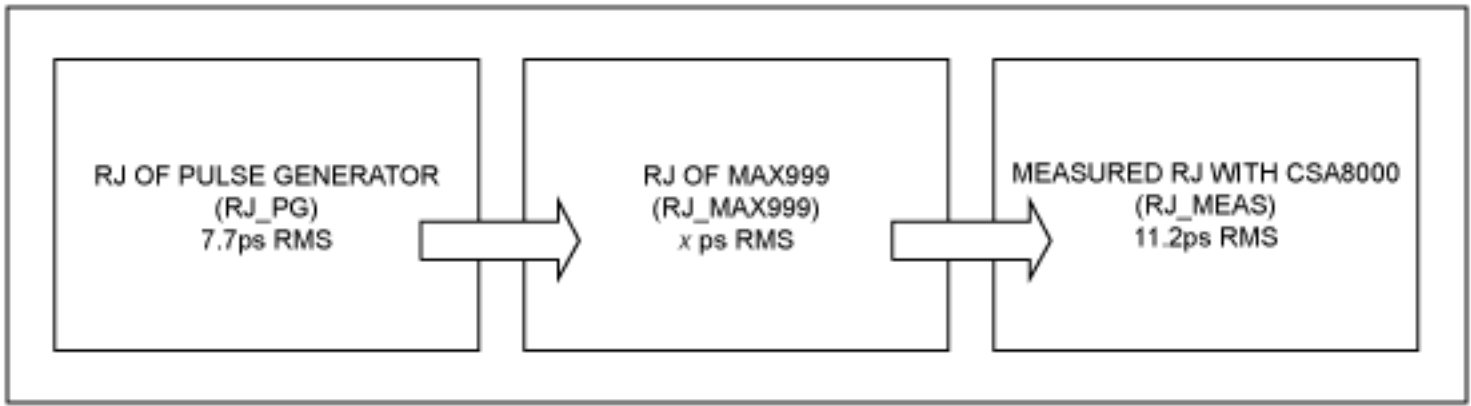 RJ OF PULSE GENERATOR
(RJ_PG)
7.7ps RMS
RJ OF MAX999
(RJ_MAX999)
x ps RMS
MEASURED RJ WITH CSA8000
(RJ_MEAS)
11.2ps RMS